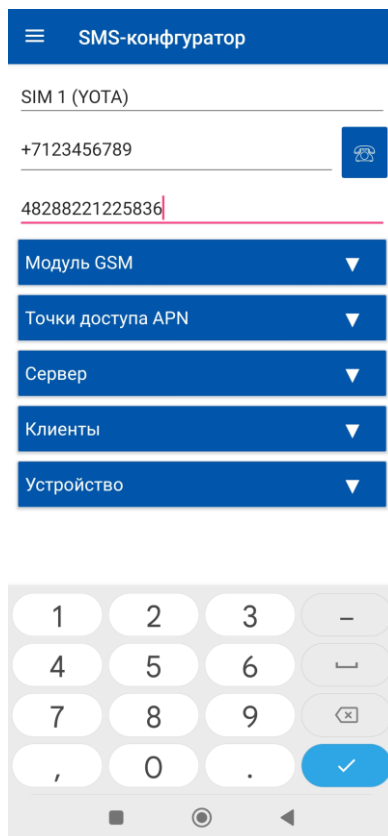 SMS-конфгуратор
SIM 1 (YOTA)
+7123456789
48288221225836
Модуль GSM
Точки доступа APN
Сервер
Клиенты
Устройство
1 2 3 –
4 5 6
7 8 9
, 0 .